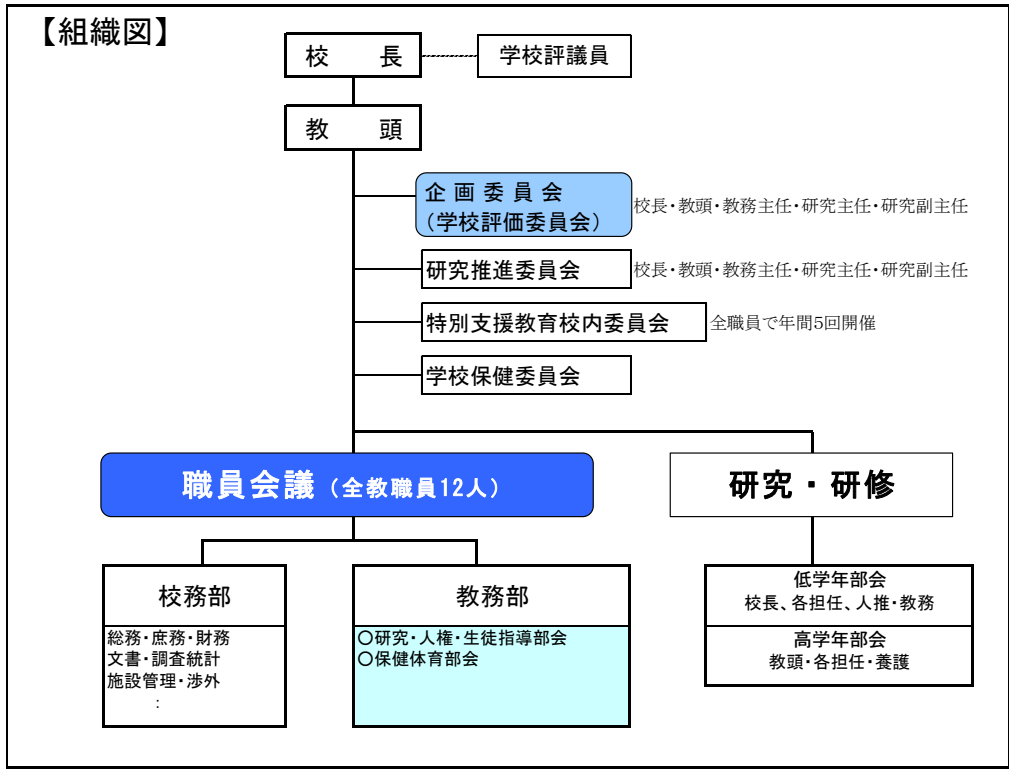 【組織図】
校　　長
学校評議員
教　　頭
企 画 委 員 会
（学校評価委員会）
校長・教頭・教務主任・研究主任・研究副主任
研究推進委員会
校長・教頭・教務主任・研究主任・研究副主任
特別支援教育校内委員会
全職員で年間5回開催
学校保健委員会
職員会議（全教職員12人）
研究・研修
校務部
総務・庶務・財務
文書・調査統計
施設管理・渉外
：
教務部
〇研究・人権・生徒指導部会
〇保健体育部会
低学年部会
校長、各担任、人推・教務
高学年部会
教頭・各担任・養護